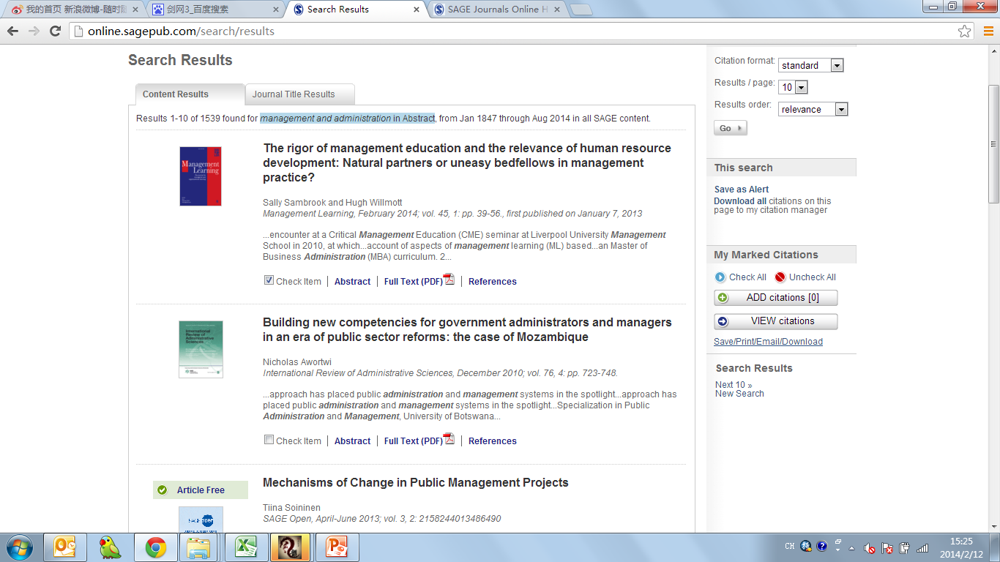 我的首页 新浪微博-随时随
剑网3_百度搜索
Search Results
SAGE Journals Online H
online.sagepub.com/search/results
Search Results
Content Results
Journal Title Results
Results 1-10 of 1539 found for management and administration in Abstract, from Jan 1847 through Aug 2014 in all SAGE content.
Management
Learning
The rigor of management education and the relevance of human resource
development: Natural partners or uneasy bedfellows in management
practice?
Sally Sambrook and Hugh Willmott
Management Learning, February 2014; vol. 45, 1: pp. 39-56., first published on January 7, 2013
...encounter at a Critical Management Education (CME) seminar at Liverpool University Management
School in 2010, at which...account of aspects of management learning (ML) based...an Master of
Business Administration (MBA) curriculum. 2...
Check Item | Abstract | Full Text (PDF) | References
International
Review of
Administrative
Sciences
Building new competencies for government administrators and managers
in an era of public sector reforms: the case of Mozambique
Nicholas Awortwi
International Review of Administrative Sciences, December 2010; vol. 76, 4: pp. 723-748.
...approach has placed public administration and management systems in the spotlight...approach has
placed public administration and management systems in the spotlight...Specialization in Public
Administration and Management, University of Botswana...
Check Item | Abstract | Full Text (PDF) | References
Article Free
Mechanisms of Change in Public Management Projects
Tiina Soininen
SAGE Open, April-June 2013; vol. 3, 2: 2158244013486490
Citation format: standard
Results / page: 10
Results order: relevance
Go
This search
Save as Alert
Download all citations on this
page to my citation manager
My Marked Citations
Check All Uncheck All
ADD citations [0]
VIEW citations
Save/Print/Email/Download
Search Results
Next 10 »
New Search
CH
15:25
2014/2/12